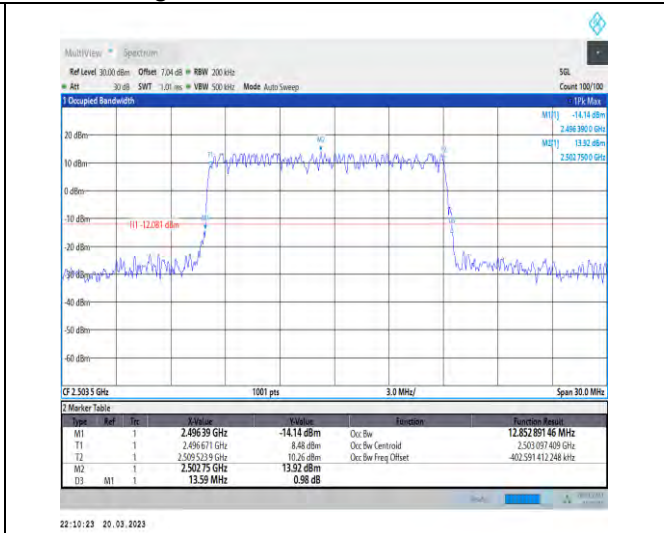 MultiView Spectrum
Ref Level 30.00 dBm Offset 7.04 dB RBW 200 kHz SGL
Att 30 dB SWT 1.01 ms VBW 500 kHz Mode Auto Sweep Count 100/100
1 Occupied Bandwidth 1Pk Max
M1[1] -14.14 dBm
2.496 390 0 GHz
20 dBm
M2[1] 13.92 dBm
2.502 750 0 GHz
M2
T1
10 dBm
0 dBm
-10 dBm
H1 -12.081 dBm
-20 dBm
-30 dBm
-40 dBm
-50 dBm
-60 dBm
CF 2.503 5 GHz 1001 pts 3.0 MHz/ Span 30.0 MHz
2 Marker Table
Type Ref Trc X-Value Y-Value Function Function Result
M1 1 2.496 39 GHz -14.14 dBm Occ Bw 12.852 891 46 MHz
T1 1 2.496 671 GHz 8.48 dBm Occ Bw Centroid 2.503 097 409 GHz
T2 1 2.509 523 9 GHz 10.26 dBm Occ Bw Freq Offset -402.591 412 248 kHz
M2 1 2.502 75 GHz 13.92 dBm
D3 M1 1 13.59 MHz 0.98 dB
22:10:23 20.03.2023